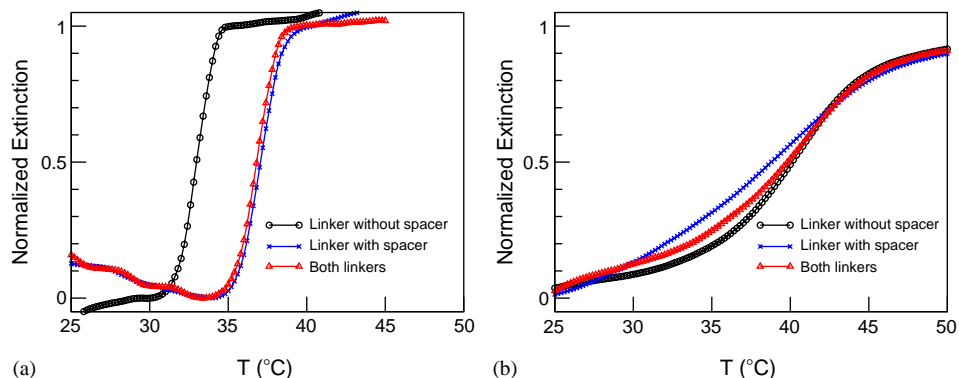 Normalized Extinction
1
0.5
0
Linker without spacer
Linker with spacer
Both linkers
25 30 35 40 45 50
(a)
T (°C)
Normalized Extinction
1
0.5
0
Linker without spacer
Linker with spacer
Both linkers
25 30 35 40 45 50
(b)
T (°C)